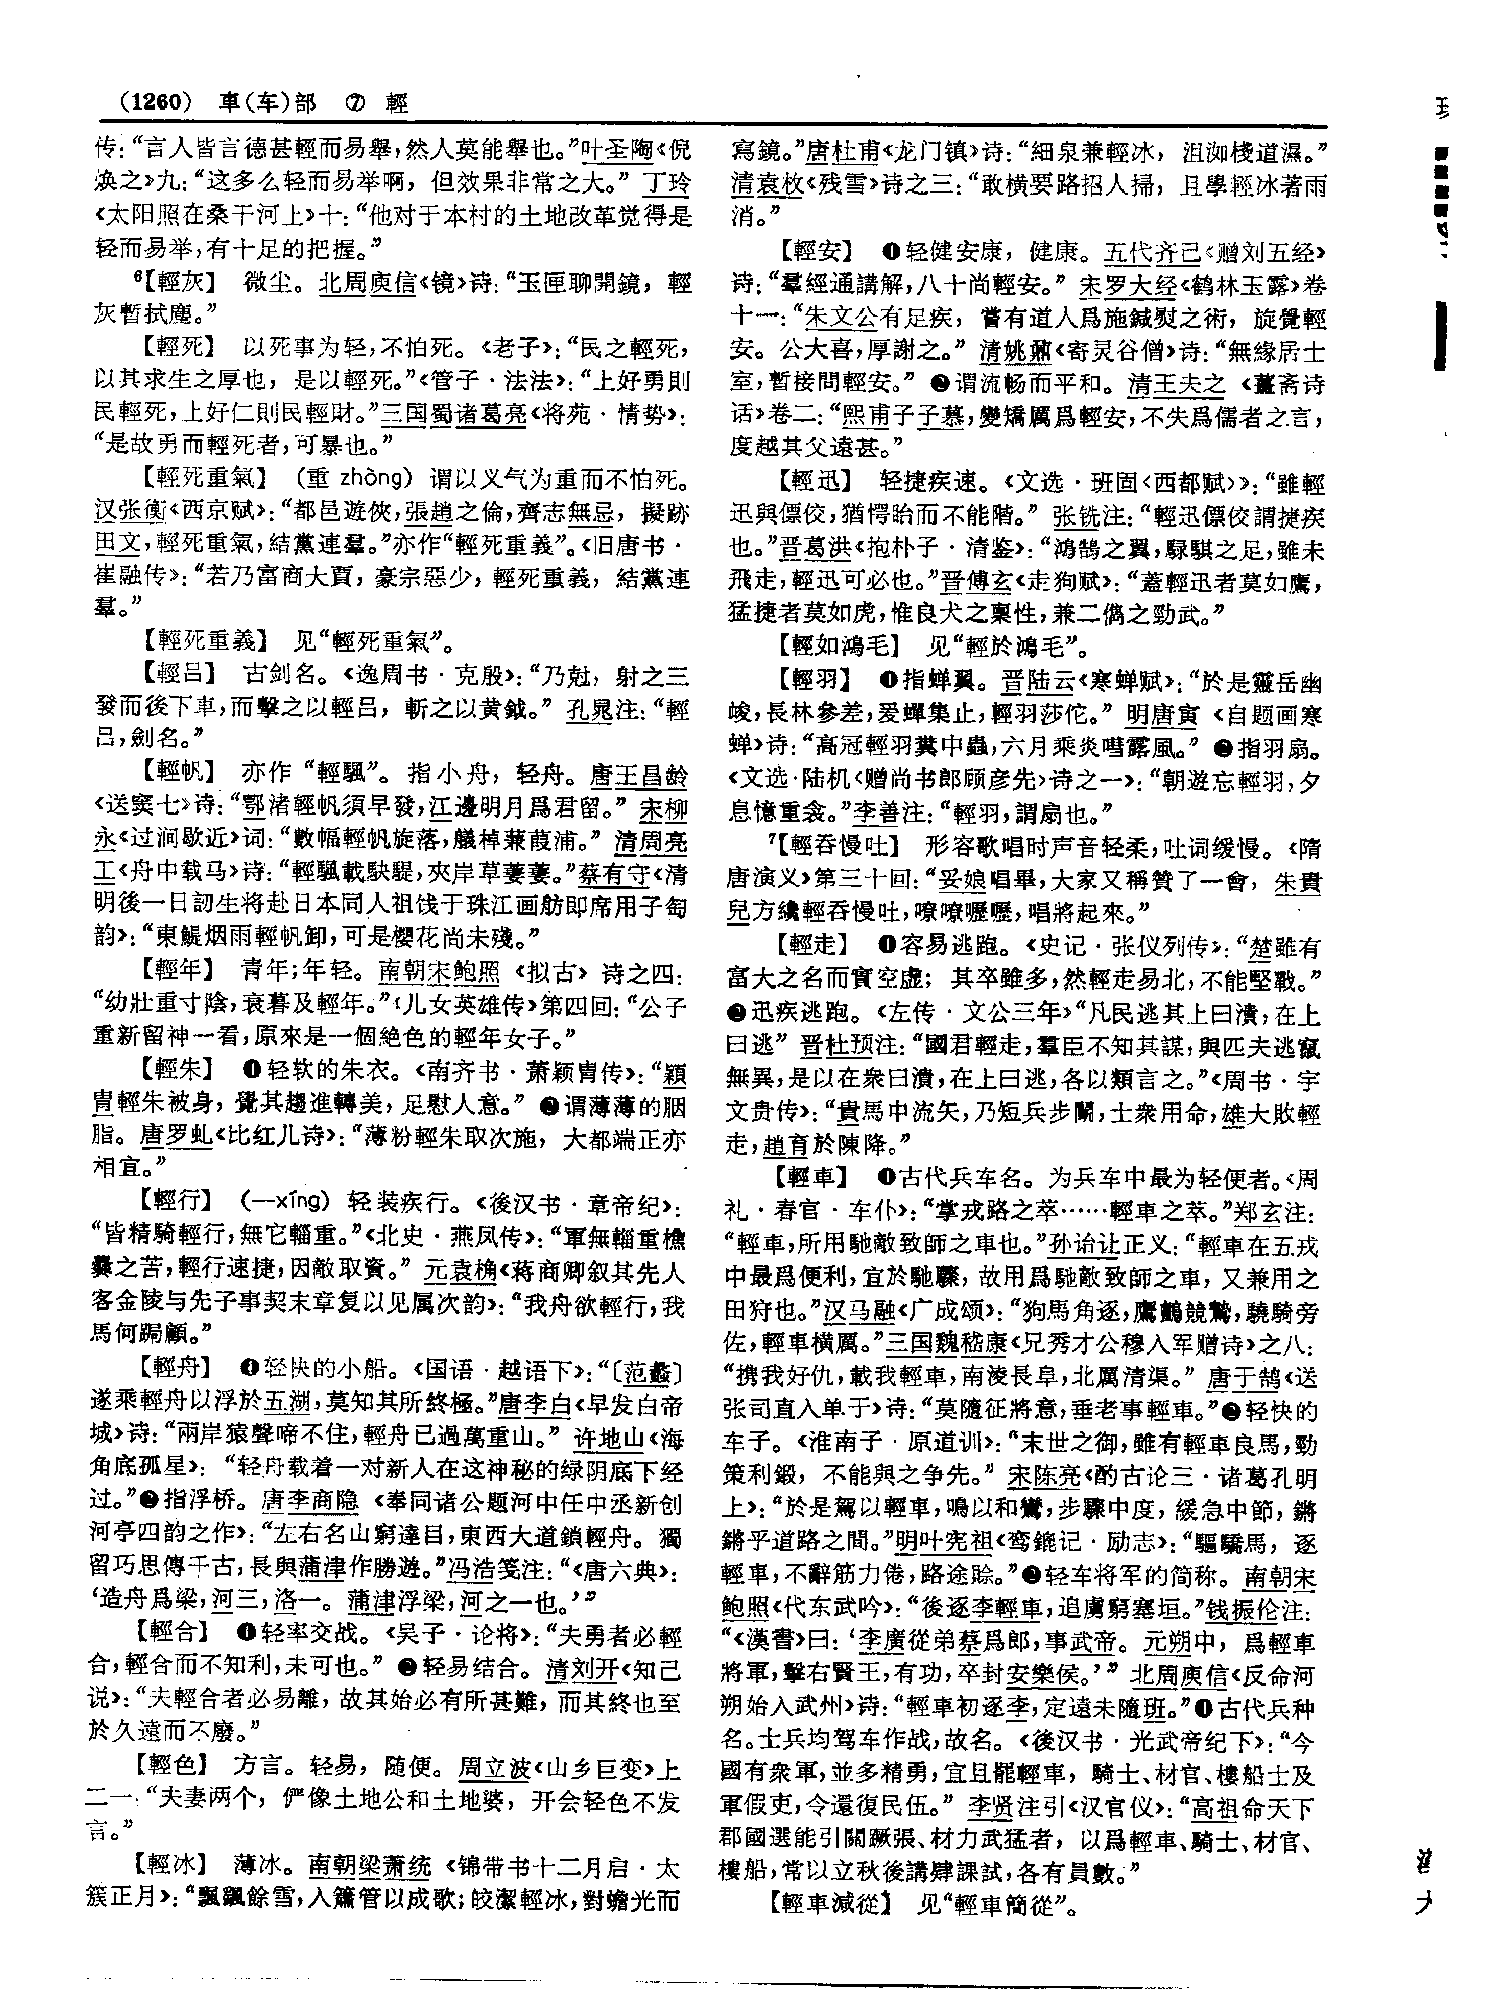 (1260) 車(车)部 ⑦ 輕
传:“言人皆言德甚輕而易舉,然人莫能舉也。”叶圣陶《倪
焕之》九:“这多么轻而易举啊,但效果非常之大。” 丁玲
《太阳照在桑干河上》十:“他对于本村的土地改革觉得是
轻而易举,有十足的把握。”
⁶【輕灰】 微尘。北周庾信《镜》诗:“玉匣聊開鏡,輕
灰暫拭塵。”
【輕死】 以死事为轻,不怕死。《老子》:“民之輕死,
以其求生之厚也,是以輕死。”《管子·法法》:“上好勇則
民輕死,上好仁則民輕財。”三国蜀诸葛亮《将苑·情势》:
“是故勇而輕死者,可暴也。”
【輕死重氣】 (重 zhòng) 谓以义气为重而不怕死。
汉张衡《西京赋》:“都邑遊俠,張趙之倫,齊志無忌,擬跡
田文,輕死重氣,結黨連羣。”亦作“輕死重義”。《旧唐书·
崔融传》:“若乃富商大賈,豪宗惡少,輕死重義,結黨連
羣。”
【輕死重義】 见“輕死重氣”。
【輕呂】 古剑名。《逸周书·克殷》:“乃尅,射之三
發而後下車,而擊之以輕呂,斬之以黄鉞。” 孔晁注:“輕
呂,劍名。”
【輕帆】 亦作“輕颿”。指小舟,轻舟。唐王昌龄
《送窦七》诗:“鄂渚輕帆須早發,江邊明月爲君留。” 宋柳
永《过涧歇近》词:“數幅輕帆旋落,艤棹蒹葭浦。” 清周亮
工《舟中载马》诗:“輕颿載駃騠,夾岸草萋萋。”蔡有守《清
明後一日韌生将赴日本同人祖饯于珠江画舫即席用子匋
韵》:“東鯷烟雨輕帆卸,可是櫻花尚未殘。”
【輕年】 青年;年轻。南朝宋鲍照《拟古》诗之四:
“幼壯重寸陰,衰暮及輕年。”《儿女英雄传》第四回:“公子
重新留神一看,原來是一個絶色的輕年女子。”
【輕朱】 ❶轻软的朱衣。《南齐书·萧颖胄传》:“穎
胄輕朱被身,覺其趨進轉美,足慰人意。” ❷谓薄薄的胭
脂。唐罗虬《比红儿诗》:“薄粉輕朱取次施,大都端正亦
相宜。”
【輕行】 (—xíng) 轻装疾行。《後汉书·章帝纪》:
“皆精騎輕行,無它輜重。”《北史·燕凤传》:“軍無輜重樵
爨之苦,輕行速捷,因敵取資。” 元袁桷《蒋商卿叙其先人
客金陵与先子事契末章复以见属次韵》:“我舟欲輕行,我
馬何跼顧。”
【輕舟】 ❶轻快的小船。《国语·越语下》:“〔范蠡〕
遂乘輕舟以浮於五湖,莫知其所終極。”唐李白《早发白帝
城》诗:“兩岸猿聲啼不住,輕舟已過萬重山。” 许地山《海
角底孤星》:“轻舟载着一对新人在这神秘的绿阴底下经
过。”❷指浮桥。唐李商隐《奉同诸公题河中任中丞新创
河亭四韵之作》:“左右名山窮遠目,東西大道鎖輕舟。獨
留巧思傳千古,長與蒲津作勝遊。”冯浩笺注:“《唐六典》:
‘造舟爲梁,河三,洛一。蒲津浮梁,河之一也。’”
【輕合】 ❶轻率交战。《吴子·论将》:“夫勇者必輕
合,輕合而不知利,未可也。” ❷轻易结合。清刘开《知己
说》:“夫輕合者必易離,故其始必有所甚難,而其終也至
於久遠而不廢。”
【輕色】 方言。轻易,随便。周立波《山乡巨变》上
二一:“夫妻两个,俨像土地公和土地婆,开会轻色不发
言。”
【輕冰】 薄冰。南朝梁萧统《锦带书十二月启·太
簇正月》:“飄颻餘雪,入簫管以成歌;皎潔輕冰,對蟾光而
寫鏡。”唐杜甫《龙门镇》诗:“細泉兼輕冰,沮洳棧道濕。”
清袁枚《残雪》诗之三:“敢橫要路招人掃,且學輕冰著雨
消。”
【輕安】 ❶轻健安康,健康。五代齐己《赠刘五经》
诗:“羣經通講解,八十尚輕安。” 宋罗大经《鹤林玉露》卷
十一:“朱文公有足疾,嘗有道人爲施鍼熨之術,旋覺輕
安。公大喜,厚謝之。” 清姚鼐《寄灵谷僧》诗:“無緣居士
室,暫接問輕安。” ❷谓流畅而平和。清王夫之《薑斋诗
话》卷二:“熙甫子子慕,變矯厲爲輕安,不失爲儒者之言,
度越其父遠甚。”
【輕迅】 轻捷疾速。《文选·班固〈西都赋〉》:“雖輕
迅與僄佼,猶愕眙而不能階。” 张铣注:“輕迅僄佼謂捷疾
也。”晋葛洪《抱朴子·清鉴》:“鴻鵠之翼,騄騏之足,雖未
飛走,輕迅可必也。”晋傅玄《走狗赋》:“蓋輕迅者莫如鷹,
猛捷者莫如虎,惟良犬之稟性,兼二儁之勁武。”
【輕如鴻毛】 见“輕於鴻毛”。
【輕羽】 ❶指蝉翼。晋陆云《寒蝉赋》:“於是靈岳幽
峻,長林參差,爰蟬集止,輕羽莎佗。” 明唐寅《自题画寒
蝉》诗:“高冠輕羽糞中蟲,六月乘炎噆露風。” ❷指羽扇。
《文选·陆机〈赠尚书郎顾彦先〉诗之一》:“朝遊忘輕羽,夕
息憶重衾。”李善注:“輕羽,謂扇也。”
⁷【輕吞慢吐】 形容歌唱时声音轻柔,吐词缓慢。《隋
唐演义》第三十回:“妥娘唱畢,大家又稱贊了一會,朱貴
兒方纔輕吞慢吐,嘹嘹嚦嚦,唱將起來。”
【輕走】 ❶容易逃跑。《史记·张仪列传》:“楚雖有
富大之名而實空虛;其卒雖多,然輕走易北,不能堅戰。”
❷迅疾逃跑。《左传·文公三年》“凡民逃其上曰潰,在上
曰逃” 晋杜预注:“國君輕走,羣臣不知其謀,與匹夫逃竄
無異,是以在衆曰潰,在上曰逃,各以類言之。”《周书·宇
文贵传》:“貴馬中流矢,乃短兵步鬭,士衆用命,雄大敗輕
走,趙育於陳降。”
【輕車】 ❶古代兵车名。为兵车中最为轻便者。《周
礼·春官·车仆》:“掌戎路之萃……輕車之萃。”郑玄注:
“輕車,所用馳敵致師之車也。”孙诒让正义:“輕車在五戎
中最爲便利,宜於馳驟,故用爲馳敵致師之車,又兼用之
田狩也。”汉马融《广成颂》:“狗馬角逐,鷹鸇競鷙,驍騎旁
佐,輕車橫厲。”三国魏嵇康《兄秀才公穆入军赠诗》之八:
“携我好仇,載我輕車,南淩長阜,北厲清渠。” 唐于鹄《送
张司直入单于》诗:“莫隨征將意,垂老事輕車。”❷轻快的
车子。《淮南子·原道训》:“末世之御,雖有輕車良馬,勁
策利鍛,不能與之争先。” 宋陈亮《酌古论三·诸葛孔明
上》:“於是駕以輕車,鳴以和鸞,步驟中度,緩急中節,鏘
鏘乎道路之間。”明叶宪祖《鸾鎞记·励志》:“驅驕馬,逐
輕車,不辭筋力倦,路途賒。”❸轻车将军的简称。南朝宋
鲍照《代东武吟》:“後逐李輕車,追虜窮塞垣。”钱振伦注:
“《漢書》曰:‘李廣從弟蔡爲郎,事武帝。元朔中,爲輕車
將軍,擊右賢王,有功,卒封安樂侯。’” 北周庾信《反命河
朔始入武州》诗:“輕車初逐李,定遠未隨班。”❹古代兵种
名。士兵均驾车作战,故名。《後汉书·光武帝纪下》:“今
國有衆軍,並多精勇,宜且罷輕車,騎士、材官、樓船士及
軍假吏,令還復民伍。” 李贤注引《汉官仪》:“高祖命天下
郡國選能引關蹶張、材力武猛者,以爲輕車、騎士、材官、
樓船,常以立秋後講肄課試,各有員數。”
【輕車減從】 见“輕車簡從”。